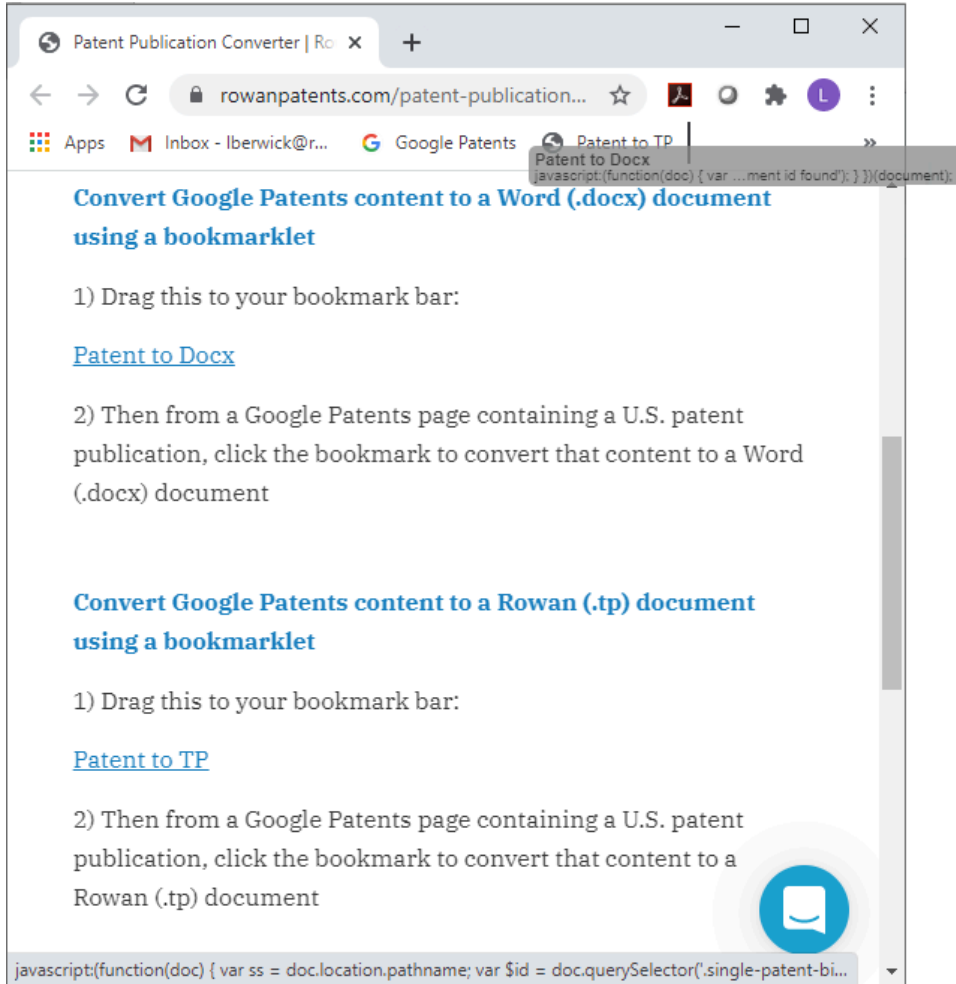 Patent Publication Converter | Ro
rowanpatents.com/patent-publication...
L
Apps
Inbox - lberwick@r...
Google Patents
Patent to TP
»
Patent to Docx
javascript:(function(doc) { var ...ment id found'); } })(document);
Convert Google Patents content to a Word (.docx) document
using a bookmarklet
1) Drag this to your bookmark bar:
Patent to Docx
2) Then from a Google Patents page containing a U.S. patent
publication, click the bookmark to convert that content to a Word
(.docx) document
Convert Google Patents content to a Rowan (.tp) document
using a bookmarklet
1) Drag this to your bookmark bar:
Patent to TP
2) Then from a Google Patents page containing a U.S. patent
publication, click the bookmark to convert that content to a
Rowan (.tp) document
javascript:(function(doc) { var ss = doc.location.pathname; var $id = doc.querySelector('.single-patent-bi...